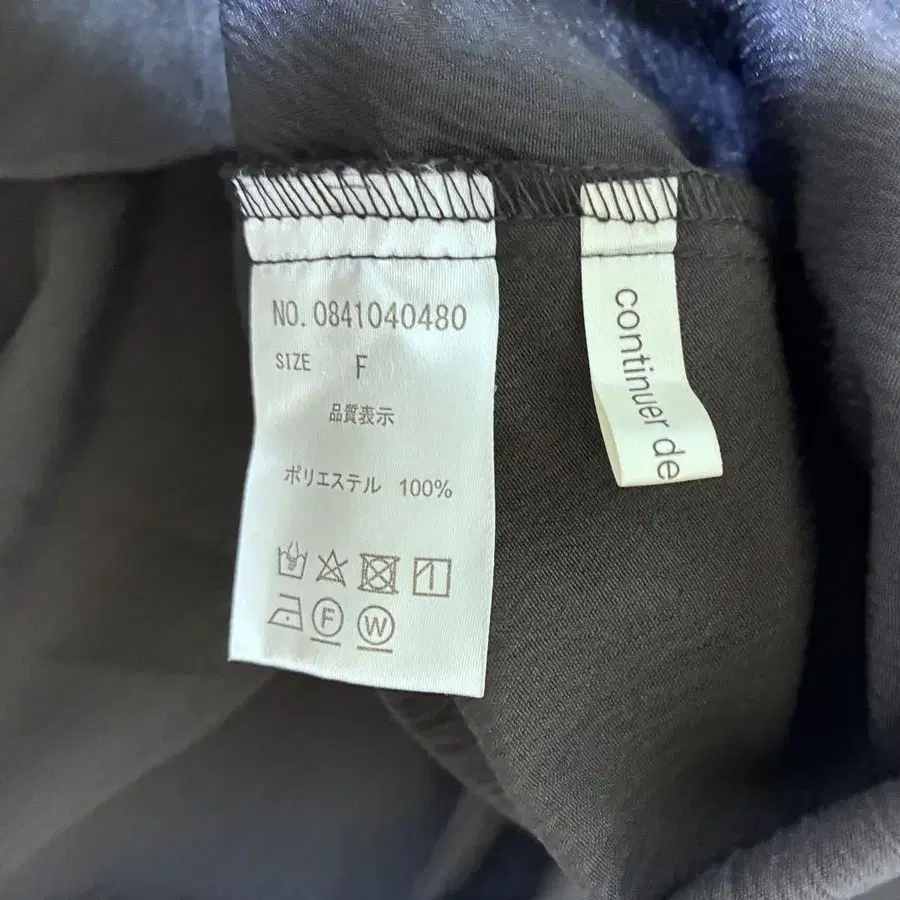 NO. 0841040480
SIZE F
品質表示
ポリエステル 100%
F W
continuer de